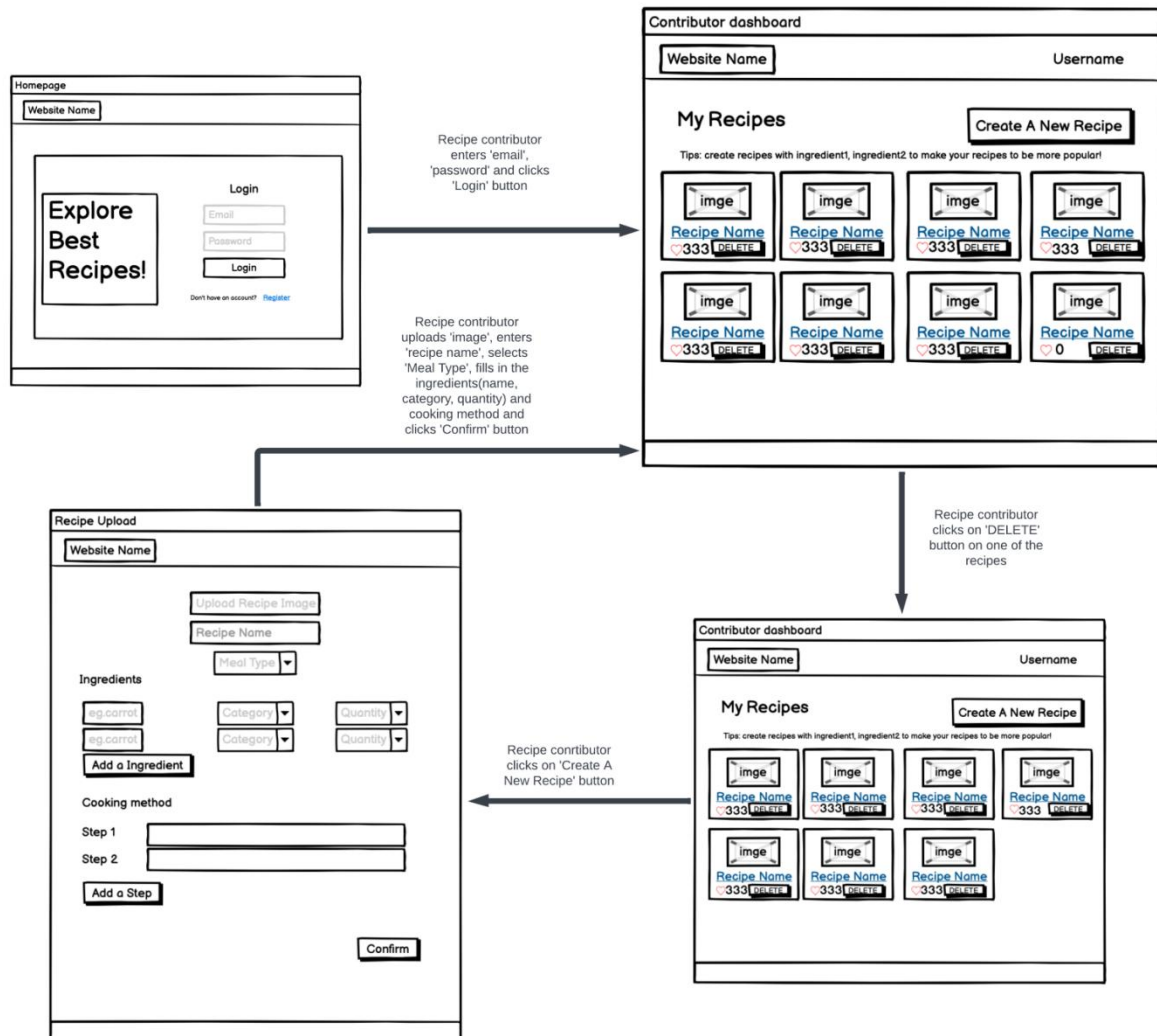 Homepage
Website Name
Explore
Best
Recipes!
Login
Email
Password
Login
Don't have an account? Register
Recipe contributor
enters 'email',
'password' and clicks
'Login' button
Contributor dashboard
Website Name
Username
My Recipes
Create A New Recipe
Tips: create recipes with ingredient1, ingredient2 to make your recipes to be more popular!
imge imge imge imge
Recipe Name Recipe Name Recipe Name Recipe Name
333 DELETE 333 DELETE 333 DELETE 333 DELETE
imge imge imge imge
Recipe Name Recipe Name Recipe Name Recipe Name
333 DELETE 333 DELETE 333 DELETE 0 DELETE
Recipe contributor
uploads 'image', enters
'recipe name', selects
'Meal Type', fills in the
ingredients(name,
category, quantity) and
cooking method and
clicks 'Confirm' button
Recipe contributor
clicks on 'DELETE'
button on one of the
recipes
Recipe Upload
Website Name
Upload Recipe Image
Recipe Name
Meal Type
Ingredients
eg.carrot Category Quantity
eg.carrot Category Quantity
Add a Ingredient
Cooking method
Step 1
Step 2
Add a Step
Confirm
Recipe contributor
clicks on 'Create A
New Recipe' button
Contributor dashboard
Website Name
Username
My Recipes
Create A New Recipe
Tips: create recipes with ingredient1, ingredient2 to make your recipes to be more popular!
imge imge imge imge
Recipe Name Recipe Name Recipe Name Recipe Name
333 DELETE 333 DELETE 333 DELETE 333 DELETE
imge imge imge
Recipe Name Recipe Name Recipe Name
333 DELETE 333 DELETE 333 DELETE